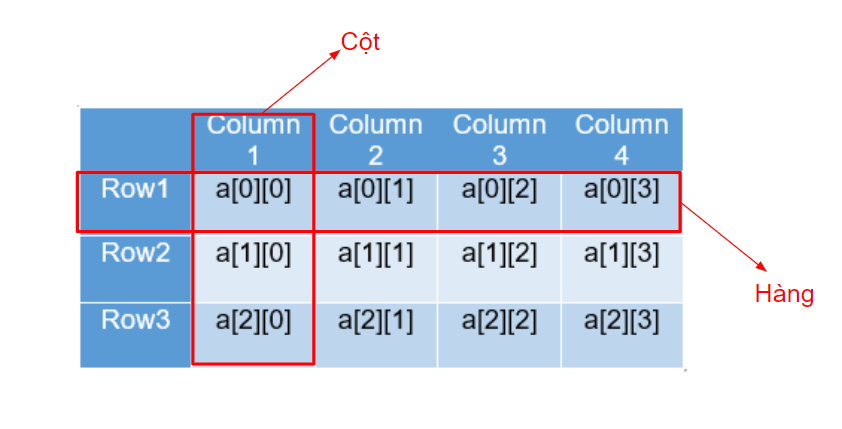 Cột
Column 1 Column 2 Column 3 Column 4
Row1 a[0][0] a[0][1] a[0][2] a[0][3]
Row2 a[1][0] a[1][1] a[1][2] a[1][3]
Hàng
Row3 a[2][0] a[2][1] a[2][2] a[2][3]